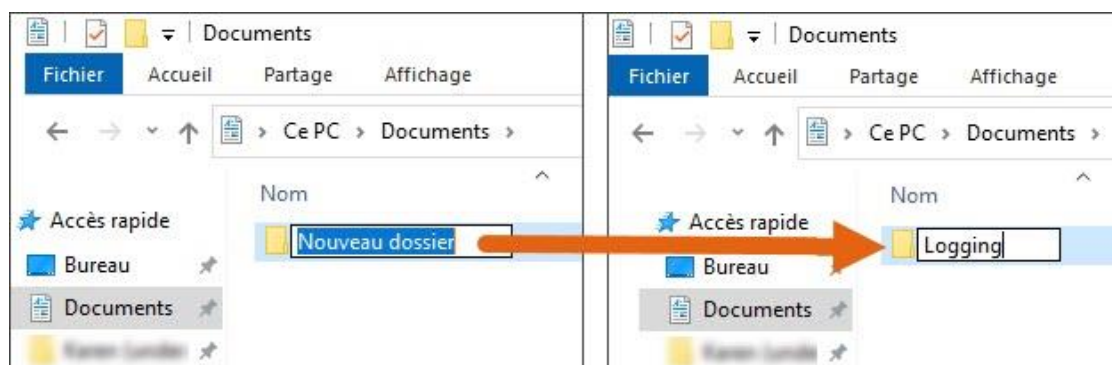 Documents
Fichier Accueil Partage Affichage
Ce PC > Documents >
Nom
Accès rapide
Nouveau dossier
Bureau
Documents
Documents
Fichier Accueil Partage Affichage
Ce PC > Documents >
Nom
Accès rapide
Logging
Bureau
Documents